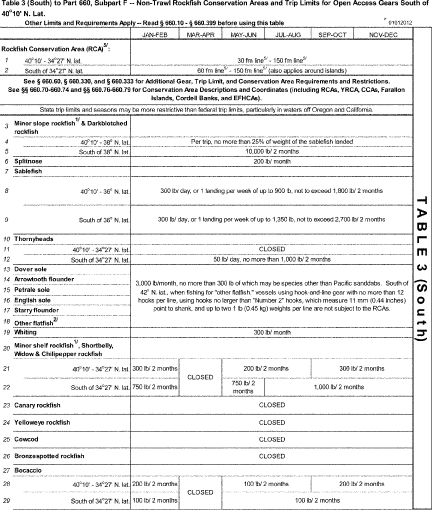 Table 3 (South) to Part 660, Subpart F -- Non-Trawl Rockfish Conservation Areas and Trip Limits for Open Access Gears South of
40°10' N. Lat.
Other Limits and Requirements Apply -- Read § 660.10 - § 660.399 before using this table
JAN-FEB MAR-APR MAY-JUN JUL-AUG SEP-OCT NOV-DEC
Rockfish Conservation Area (RCA)5/:
1 40°10' - 34°27' N. lat. 30 fm line5/ - 150 fm line5/
2 South of 34°27' N. lat. 60 fm line5/ - 150 fm line5/ (also applies around islands)
See § 660.60, § 660.330, and § 660.333 for Additional Gear, Trip Limit, and Conservation Area Requirements and Restrictions.
See §§ 660.70-660.74 and §§ 660.76-660.79 for Conservation Area Descriptions and Coordinates (including RCAs, YRCA, CCAs, Farallon
Islands, Cordell Banks, and EFHCAs).
State trip limits and seasons may be more restrictive than federal trip limits, particularly in waters off Oregon and California.
3 Minor slope rockfish1/ & Darkblotched
rockfish
4 40°10' - 38° N. lat. Per trip, no more than 25% of weight of the sablefish landed
5 South of 38° N. lat. 10,000 lb/ 2 months
6 Splitnose 200 lb/ month
7 Sablefish
8 40°10' - 36° N. lat. 300 lb/ day, or 1 landing per week of up to 900 lb, not to exceed 1,800 lb/ 2 months
9 South of 36° N. lat. 300 lb/ day, or 1 landing per week of up to 1,350 lb, not to exceed 2,700 lb/ 2 months
10 Thornyheads
11 40°10' - 34°27' N. lat. CLOSED
12 South of 34°27' N. lat. 50 lb/ day, no more than 1,000 lb/ 2 months
13 Dover sole
14 Arrowtooth flounder
15 Petrale sole
16 English sole
17 Starry flounder
18 Other flatfish2/
3,000 lb/month, no more than 300 lb of which may be species other than Pacific sanddabs. South of
42° N. lat., when fishing for "other flatfish," vessels using hook-and-line gear with no more than 12
hooks per line, using hooks no larger than "Number 2" hooks, which measure 11 mm (0.44 inches)
point to shank, and up to two 1 lb (0.45 kg) weights per line are not subject to the RCAs.
19 Whiting 300 lb/ month
20 Minor shelf rockfish1/, Shortbelly,
Widow & Chilipepper rockfish
21 40°10' - 34°27' N. lat. 300 lb/ 2 months CLOSED 200 lb/ 2 months 300 lb/ 2 months
22 South of 34°27' N. lat. 750 lb/ 2 months 750 lb/ 2 months 1,000 lb/ 2 months
23 Canary rockfish CLOSED
24 Yelloweye rockfish CLOSED
25 Cowcod CLOSED
26 Bronzespotted rockfish CLOSED
27 Bocaccio
28 40°10' - 34°27' N. lat. 200 lb/ 2 months CLOSED 100 lb/ 2 months 200 lb/ 2 months
29 South of 34°27' N. lat. 100 lb/ 2 months 100 lb/ 2 months
TABLE 3 (South)